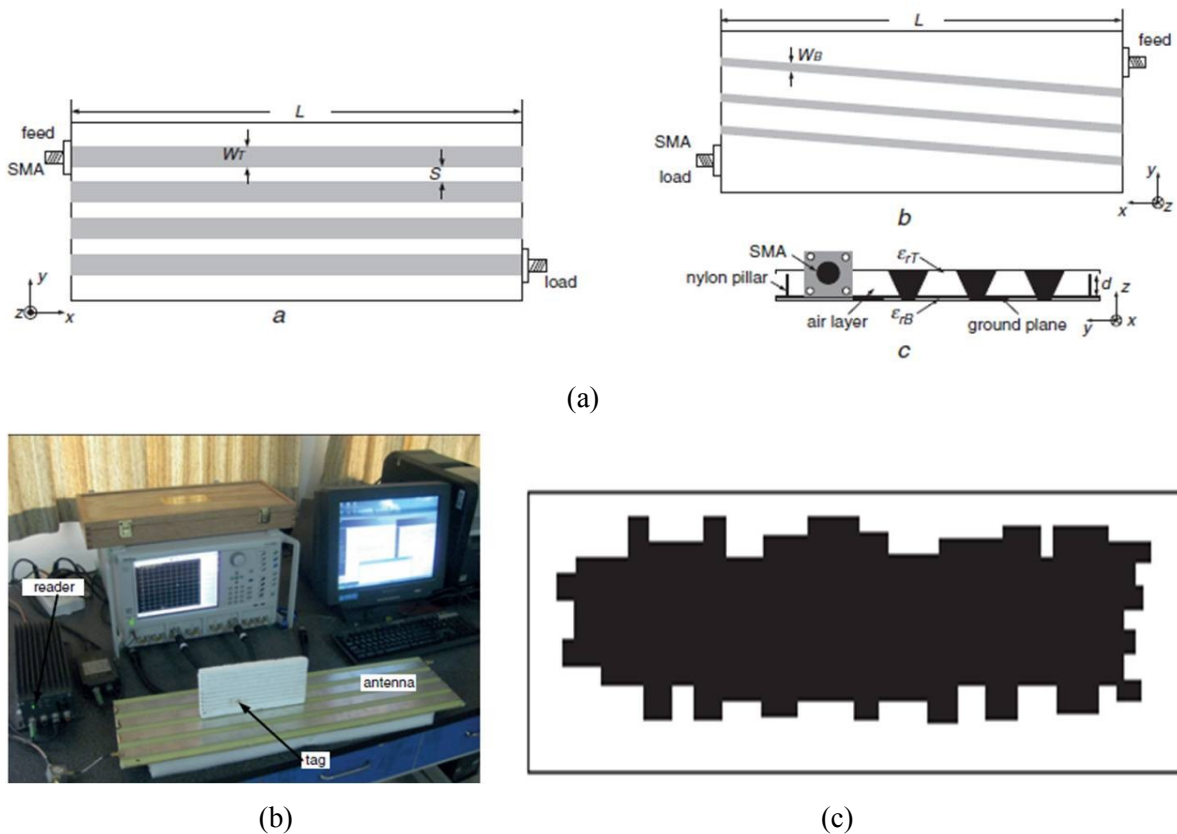 L
feed
SMA
W_T
S
load
y
z
x
a
L
W_B
feed
SMA
load
y
x
z
b
SMA
ε_rT
nylon pillar
d
z
air layer
ε_rB
ground plane
y
x
c
(a)
reader
antenna
tag
(b)
(c)